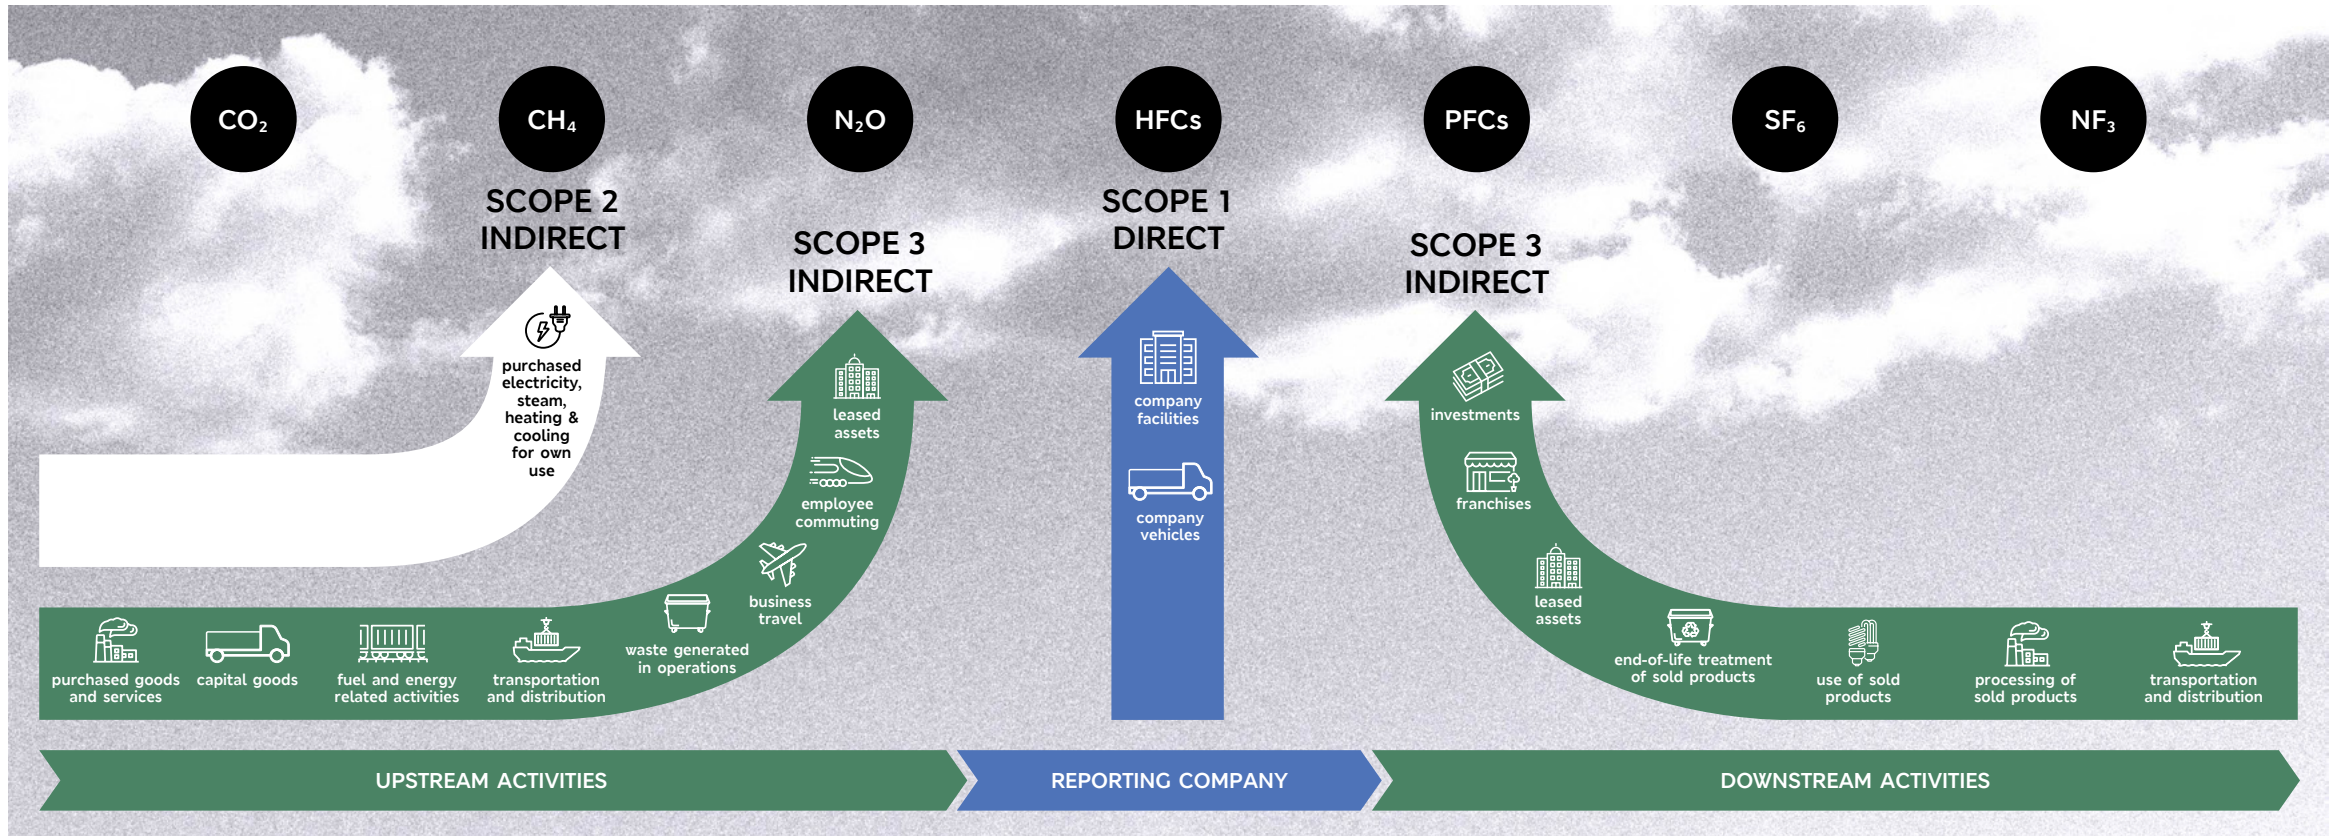 CO₂
CH₄
N₂O
HFCs
PFCs
SF₆
NF₃
SCOPE 2
INDIRECT
purchased
electricity,
steam,
heating &
cooling
for own
use
SCOPE 3
INDIRECT
leased
assets
employee
commuting
business
travel
waste generated
in operations
purchased goods
and services
capital goods
fuel and energy
related activities
transportation
and distribution
SCOPE 1
DIRECT
company
facilities
company
vehicles
SCOPE 3
INDIRECT
investments
franchises
leased
assets
end-of-life treatment
of sold products
use of sold
products
processing of
sold products
transportation
and distribution
UPSTREAM ACTIVITIES
REPORTING COMPANY
DOWNSTREAM ACTIVITIES